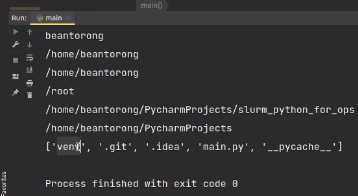 main()
Run:
main
beantorong
/home/beantorong
/home/beantorong
/root
/home/beantorong/PycharmProjects/slurm_python_for_ops
/home/beantorong/PycharmProjects
['venv', '.git', '.idea', 'main.py', '__pycache__']
Process finished with exit code 0
Favorites